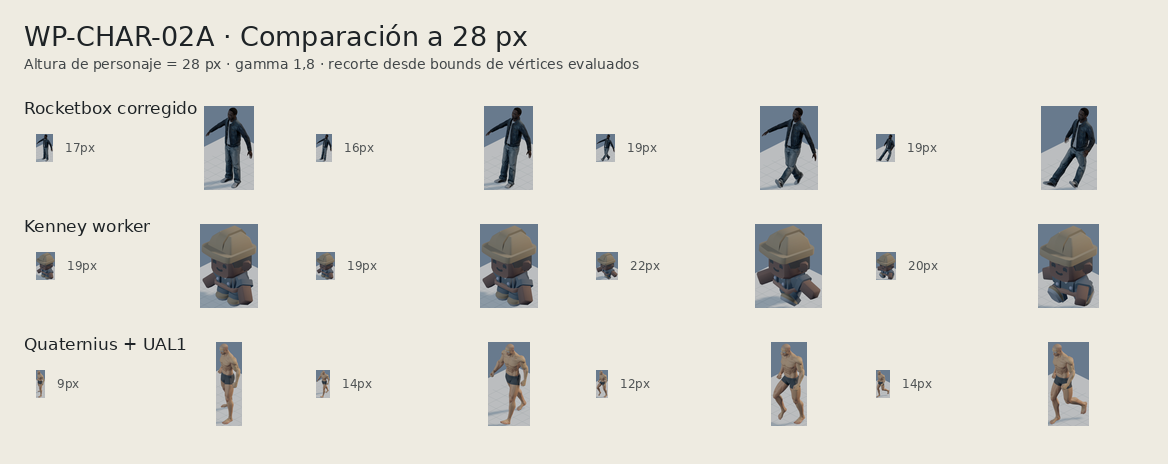 WP-CHAR-02A · Comparación a 28 px
Altura de personaje = 28 px · gamma 1,8 · recorte desde bounds de vértices evaluados
Rocketbox corregido
17px
16px
19px
19px
Kenney worker
19px
19px
22px
20px
Quaternius + UAL1
9px
14px
12px
14px